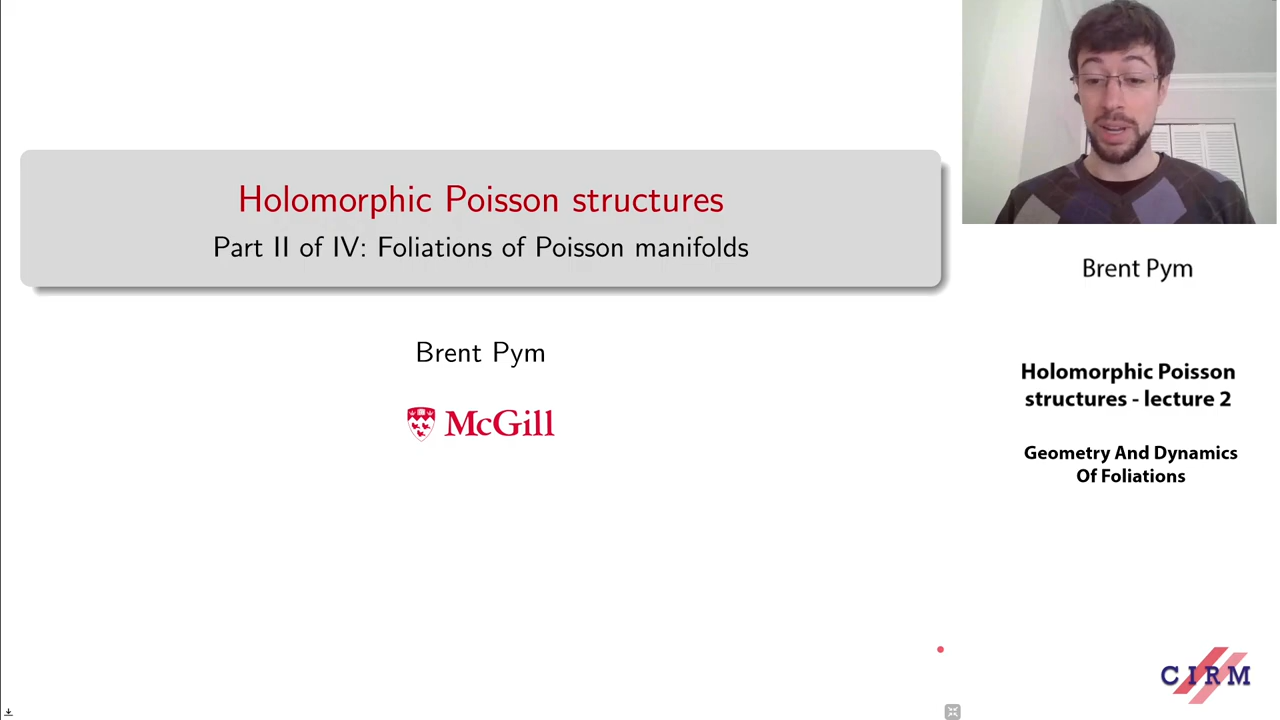 Holomorphic Poisson structures
Part II of IV: Foliations of Poisson manifolds
Brent Pym
McGill
Brent Pym
Holomorphic Poisson
structures - lecture 2
Geometry And Dynamics
Of Foliations
CIRM